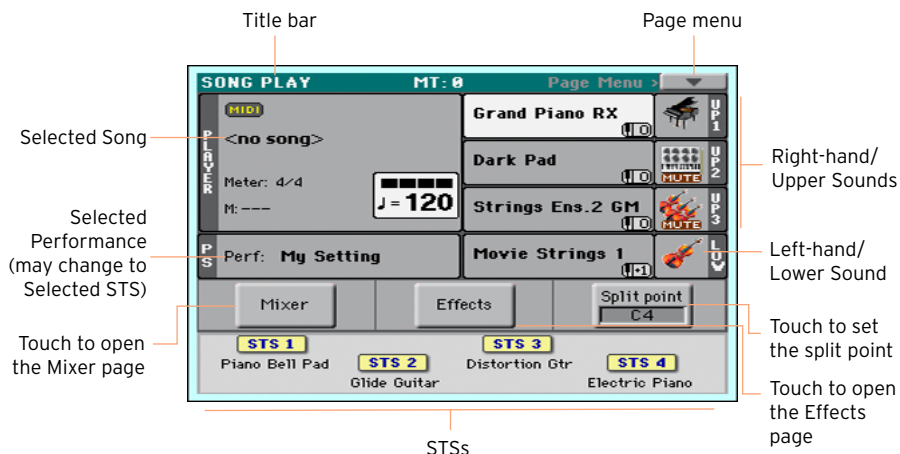 Title bar
Page menu
SONG PLAY
MT: 0
Page Menu >
PLAYER
MIDI
<no song>
Meter: 4/4
M: ---
♩= 120
Grand Piano RX
0
UP1
Dark Pad
0
MUTE
UP2
Strings Ens.2 GM
0
MUTE
UP3
PS
Perf: My Setting
Movie Strings 1
+1
LOW
Mixer
Effects
Split point
C4
STS 1
Piano Bell Pad
STS 2
Glide Guitar
STS 3
Distortion Gtr
STS 4
Electric Piano
Selected Song
Selected
Performance
(may change to
Selected STS)
Touch to open
the Mixer page
Right-hand/
Upper Sounds
Left-hand/
Lower Sound
Touch to set
the split point
Touch to open
the Effects
page
STSs